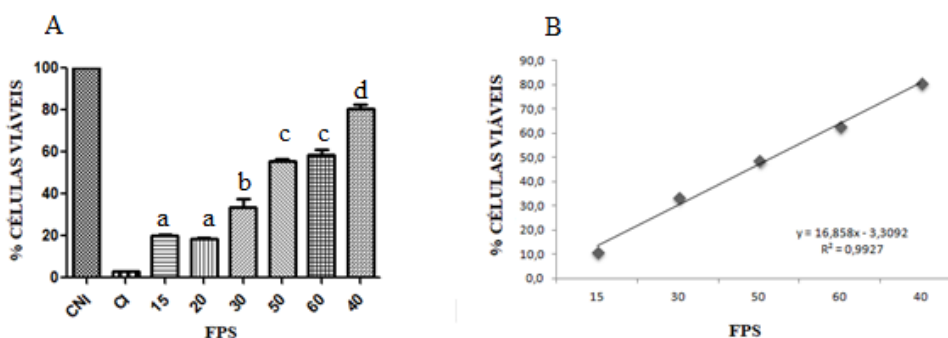 A
% CÉLULAS VIÁVEIS
100
80
60
40
20
0
a
a
b
c
c
d
CNI
CI
15
20
30
50
60
40
FPS
B
% CÉLULAS VIÁVEIS
90,0
80,0
70,0
60,0
50,0
40,0
30,0
20,0
10,0
0,0
y = 16,858x - 3,3092
R² = 0,9927
15
30
50
60
40
FPS